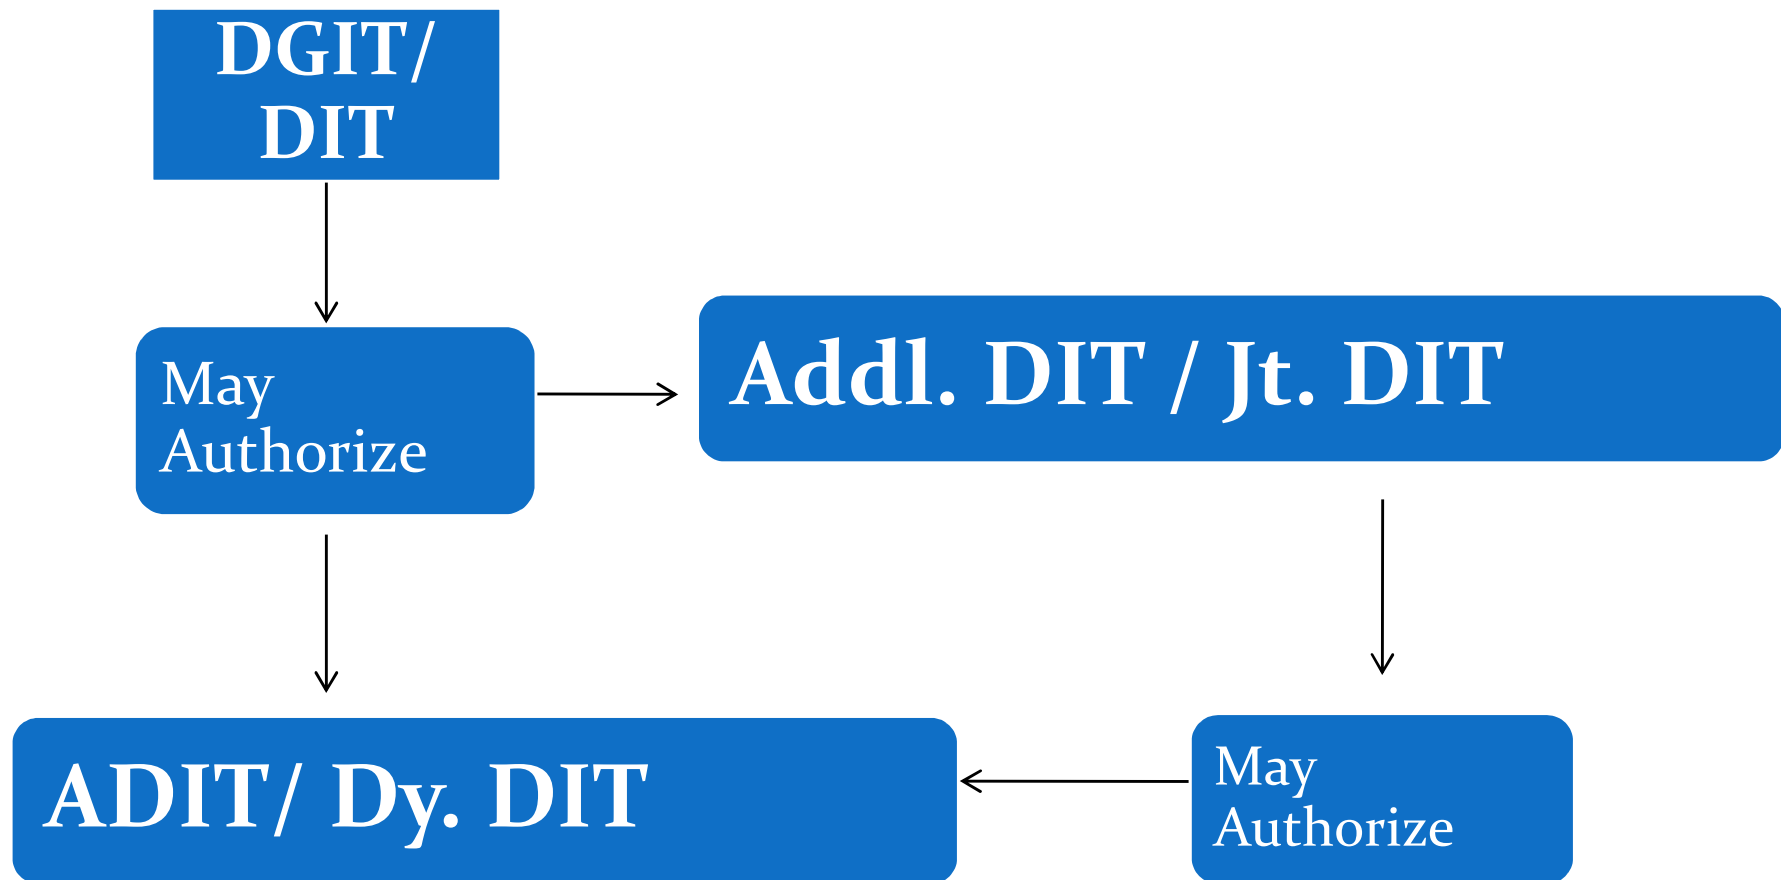 DGIT/
DIT
May
Authorize
Addl. DIT / Jt. DIT
ADIT/ Dy. DIT
May
Authorize